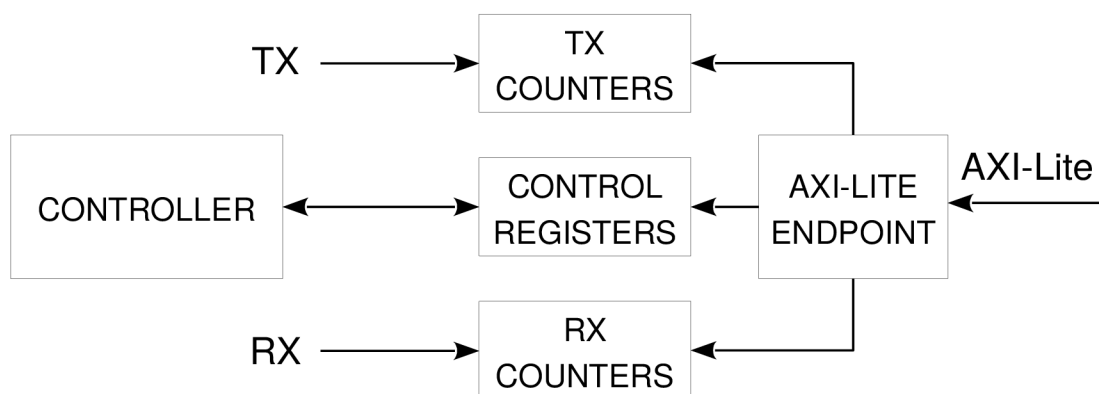 TX
TX
COUNTERS
CONTROLLER
CONTROL
REGISTERS
AXI-LITE
ENDPOINT
AXI-Lite
RX
RX
COUNTERS